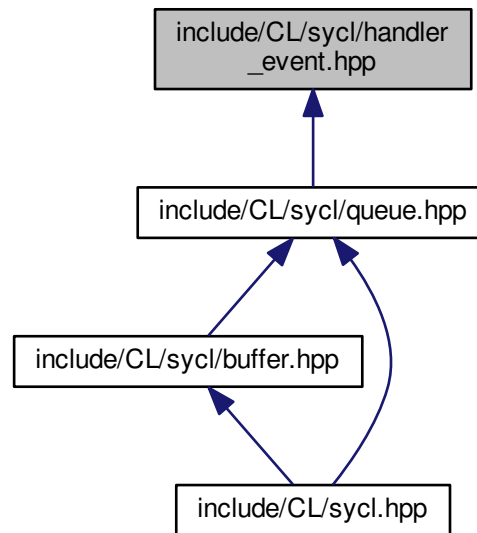 include/CL/sycl/handler
_event.hpp
include/CL/sycl/queue.hpp
include/CL/sycl/buffer.hpp
include/CL/sycl.hpp